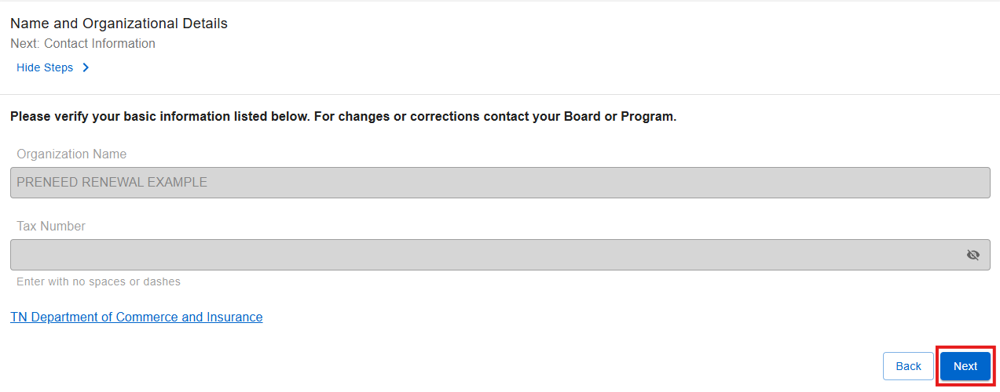 Name and Organizational Details
Next: Contact Information
Hide Steps
Please verify your basic information listed below. For changes or corrections contact your Board or Program.
Organization Name
PRENEED RENEWAL EXAMPLE
Tax Number
Enter with no spaces or dashes
TN Department of Commerce and Insurance
Back Next